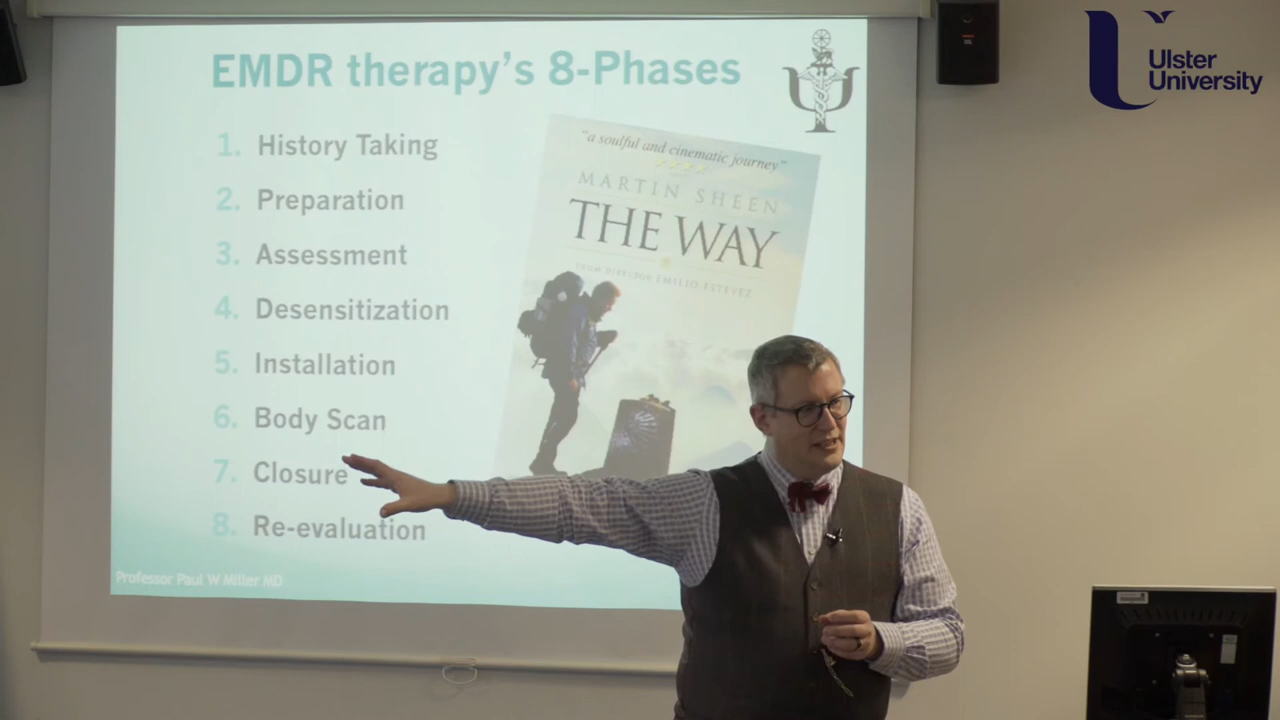 EMDR therapy's 8-Phases
1. History Taking
2. Preparation
3. Assessment
4. Desensitization
5. Installation
6. Body Scan
7. Closure
8. Re-evaluation
"a soulful and cinematic journey"
MARTIN SHEEN
THE WAY
FROM DIRECTOR EMILIO ESTEVEZ
Professor Paul W Miller MD
Ulster
University